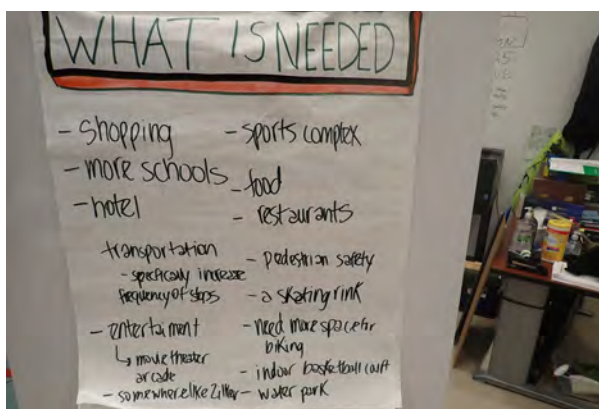 WHAT IS NEEDED
- Shopping
- more schools
- hotel
transportation
- specifically increase
frequency of stops
- entertaiment
↳ movie theater
arcade
- somewhere like Zilker
- sports complex
- food
- restaurants
- pedestrian safety
- a skating rink
- need more space for
biking
- indoor basketball court
- water park